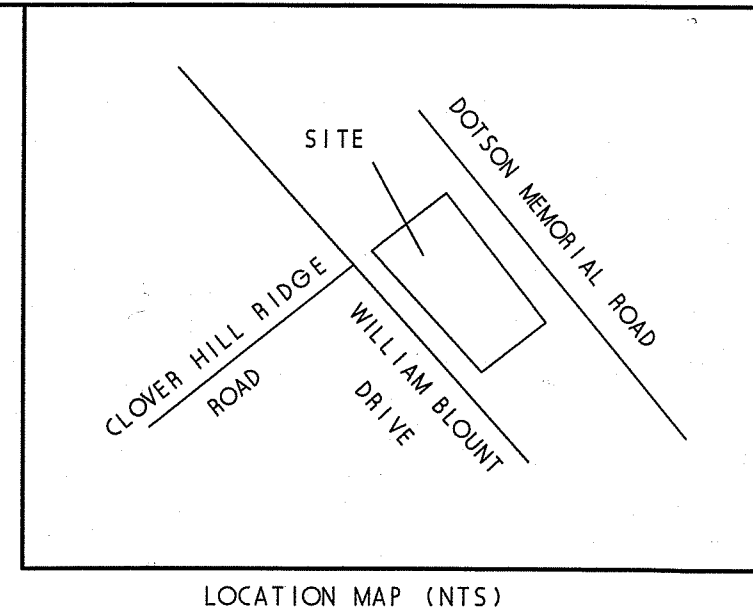 SITE
DOTSON MEMORIAL ROAD
CLOVER HILL RIDGE
ROAD
WILLIAM BLOUNT
DRIVE
LOCATION MAP (NTS)